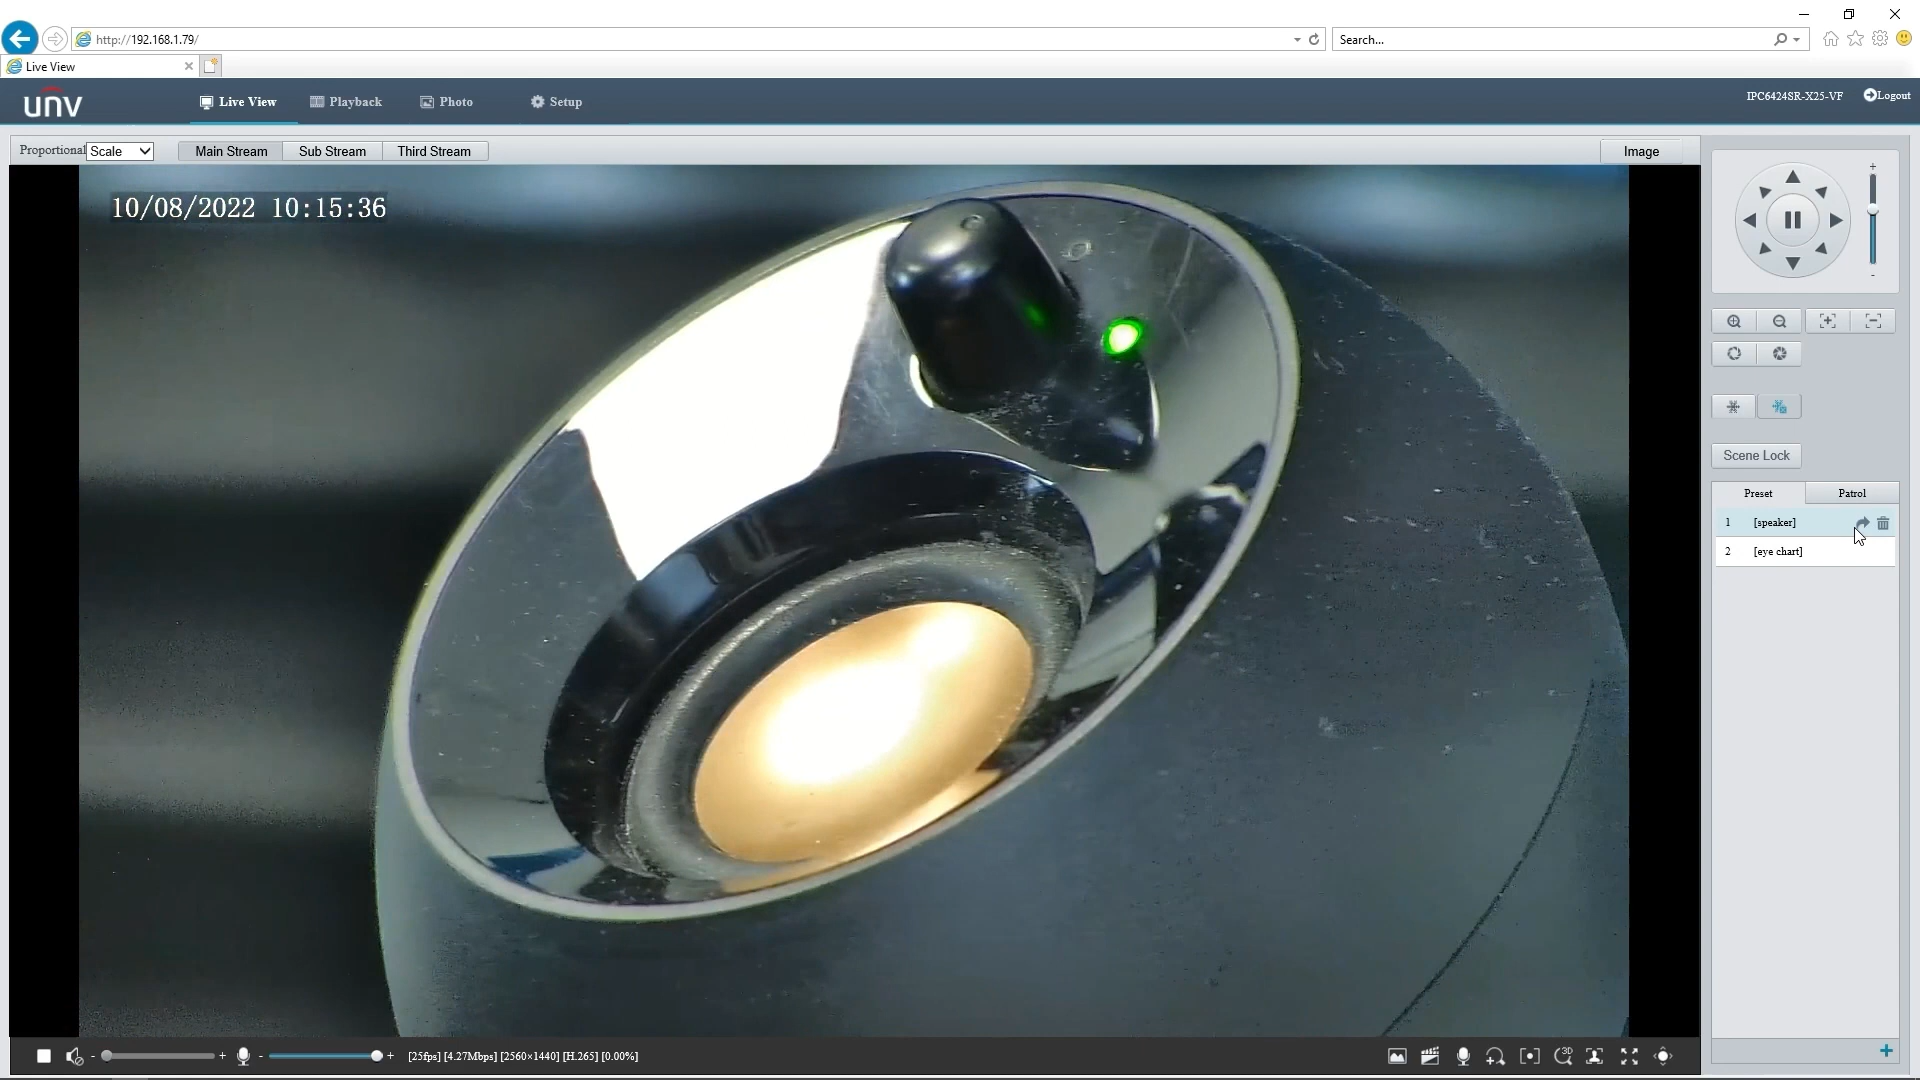 http://192.168.1.79/
Search...
Live View
unv
Live View
Playback
Photo
Setup
IPC6424SR-X25-VF
Logout
Proportional
Scale
Main Stream
Sub Stream
Third Stream
Image
10/08/2022 10:15:36
+
-
Scene Lock
Preset
Patrol
1 [speaker]
2 [eye chart]
- + - + [25fps] [4.27Mbps] [2560×1440] [H.265] [0.00%]
3D
+